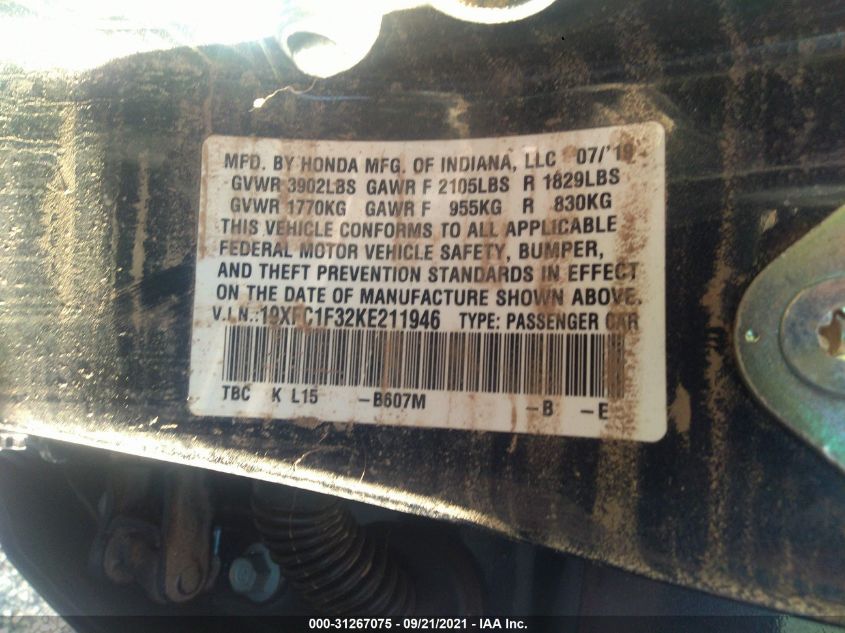 MFD. BY HONDA MFG. OF INDIANA, LLC 07/'19
GVWR 3902LBS GAWR F 2105LBS R 1829LBS
GVWR 1770KG GAWR F 955KG R 830KG
THIS VEHICLE CONFORMS TO ALL APPLICABLE
FEDERAL MOTOR VEHICLE SAFETY, BUMPER,
AND THEFT PREVENTION STANDARDS IN EFFECT
ON THE DATE OF MANUFACTURE SHOWN ABOVE.
V.I.N.:19XFC1F32KE211946 TYPE: PASSENGER CAR
TBC K L15 -B607M -B -E
000-31267075 - 09/21/2021 - IAA Inc.